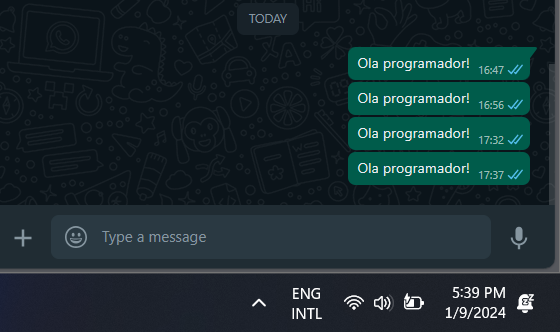 TODAY
Ola programador! 16:47
Ola programador! 16:56
Ola programador! 17:32
Ola programador! 17:37
Type a message
ENG
INTL
5:39 PM
1/9/2024